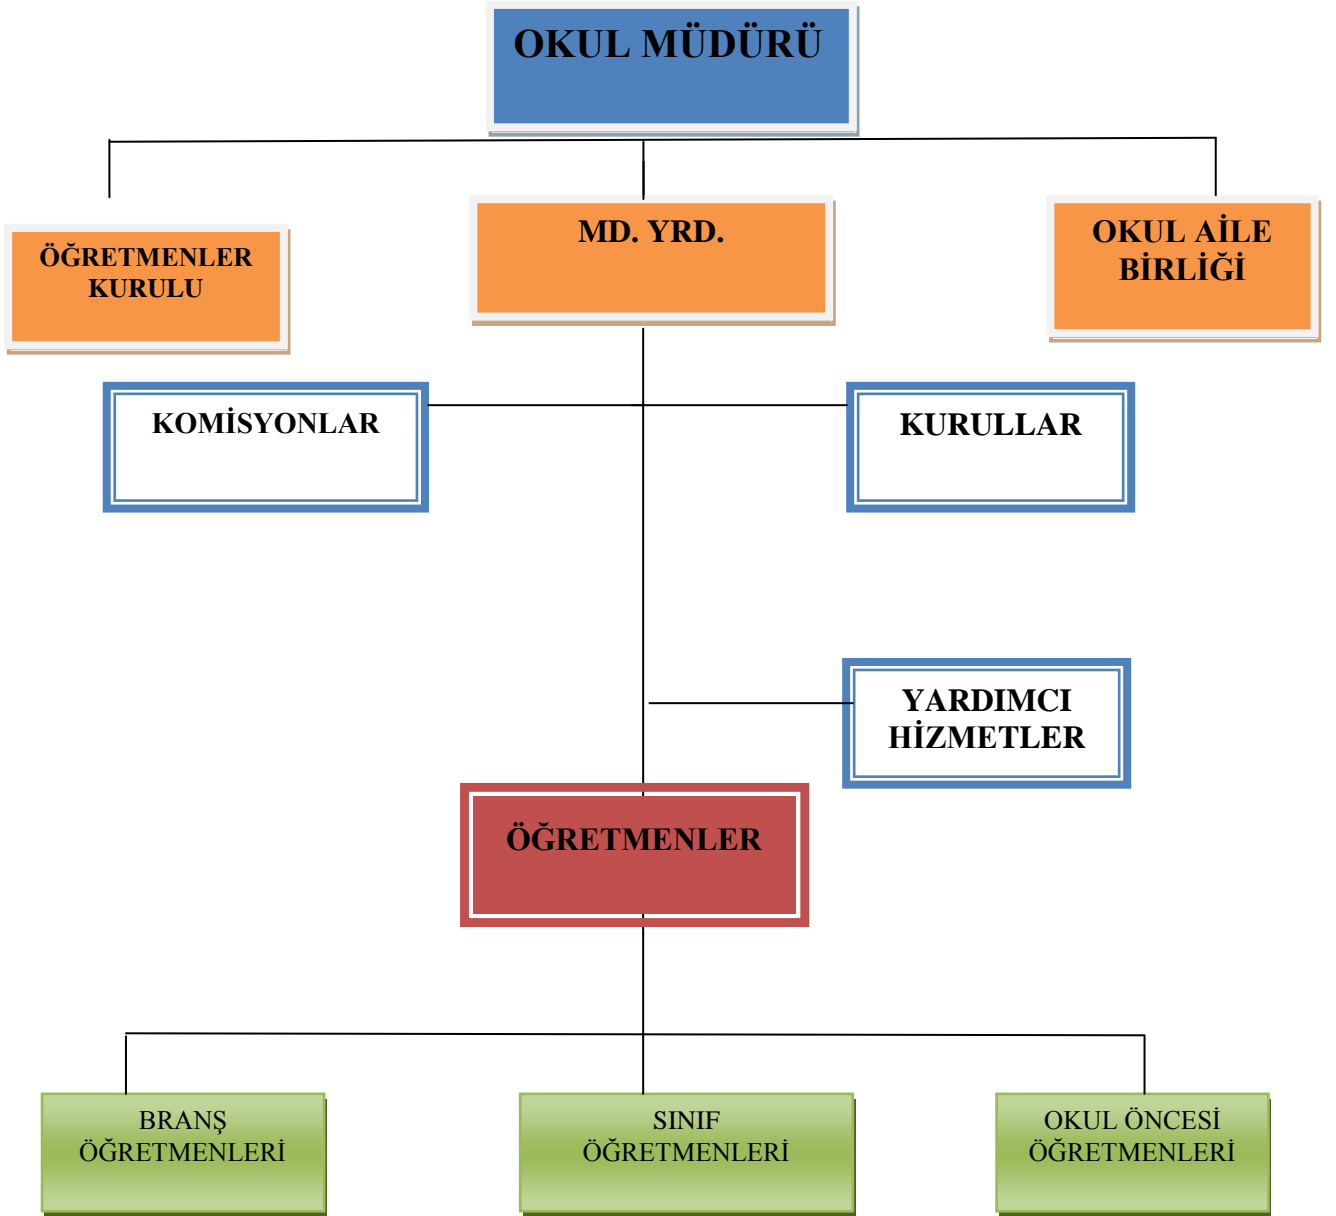 OKUL MÜDÜRÜ
ÖĞRETMENLER
KURULU
MD. YRD.
OKUL AİLE
BİRLİĞİ
KOMİSYONLAR
KURULLAR
YARDIMCI
HİZMETLER
ÖĞRETMENLER
BRANŞ
ÖĞRETMENLERİ
SINIF
ÖĞRETMENLERİ
OKUL ÖNCESİ
ÖĞRETMENLERİ